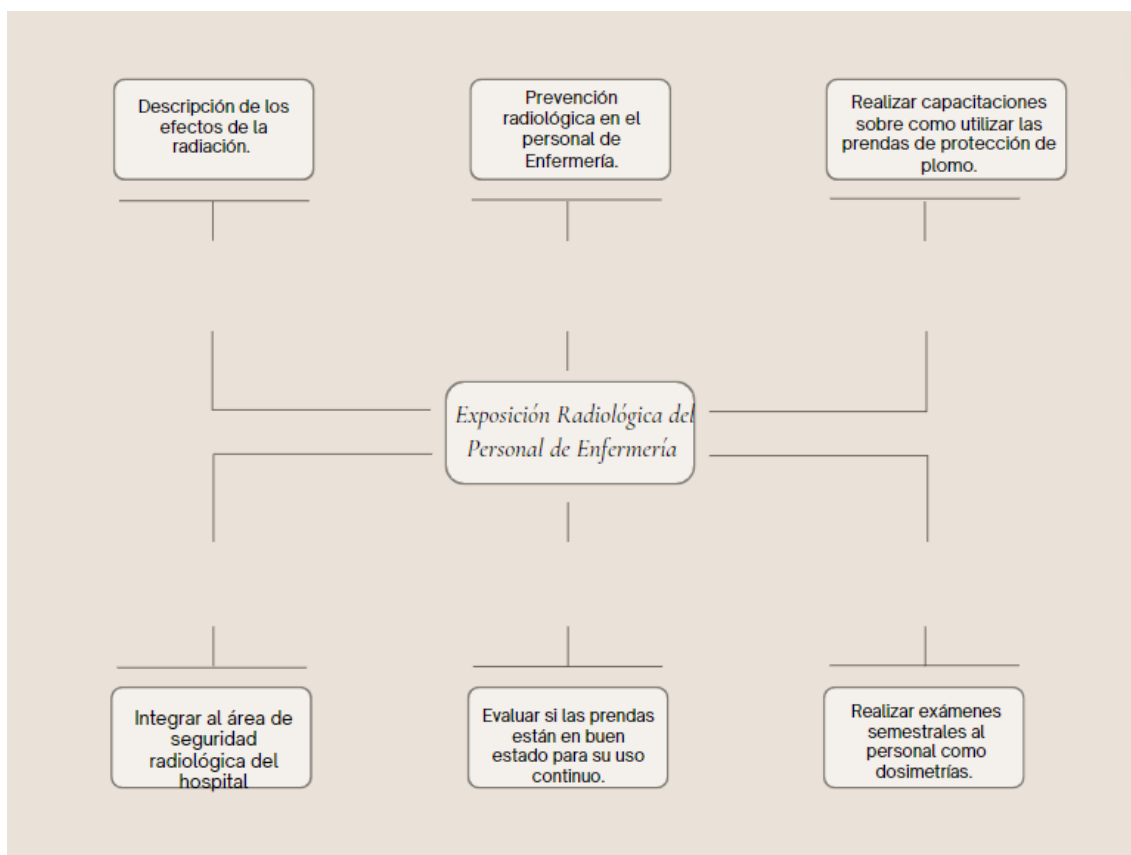 Descripción de los
efectos de la
radiación.
Prevención
radiológica en el
personal de
Enfermería.
Realizar capacitaciones
sobre como utilizar las
prendas de protección de
plomo.
Exposición Radiológica del
Personal de Enfermería
Integrar al área de
seguridad
radiológica del
hospital
Evaluar si las prendas
están en buen
estado para su uso
continuo.
Realizar exámenes
semestrales al
personal como
dosimetrías.